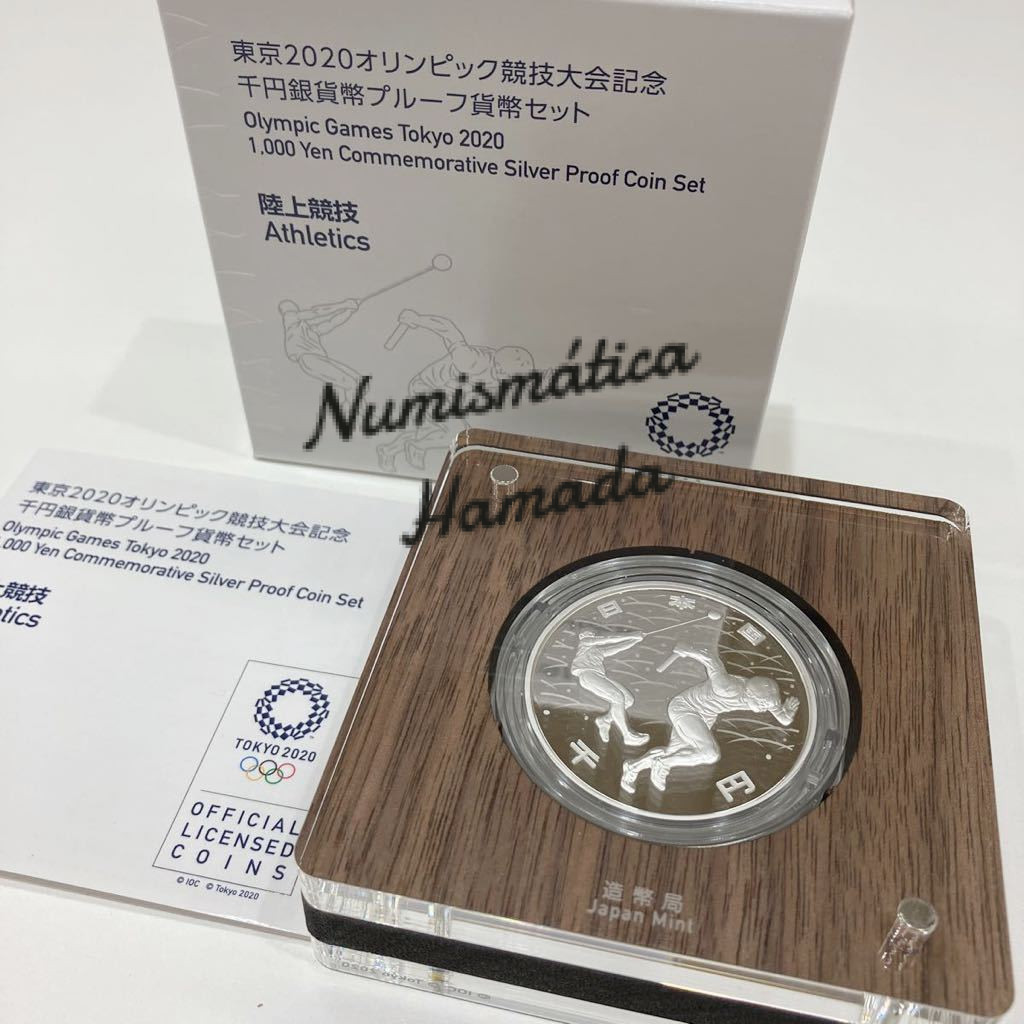 東京2020オリンピック競技大会記念
千円銀貨幣プルーフ貨幣セット
Olympic Games Tokyo 2020
1,000 Yen Commemorative Silver Proof Coin Set
陸上競技
Athletics
Numismática
Hamada
東京2020オリンピック競技大会記念
千円銀貨幣プルーフ貨幣セット
Olympic Games Tokyo 2020
,000 Yen Commemorative Silver Proof Coin Set
上競技
tics
TOKYO 2020
OFFICIAL
LICENSED
COINS
© IOC © Tokyo 2020
日本国
千円
造幣局
Japan Mint